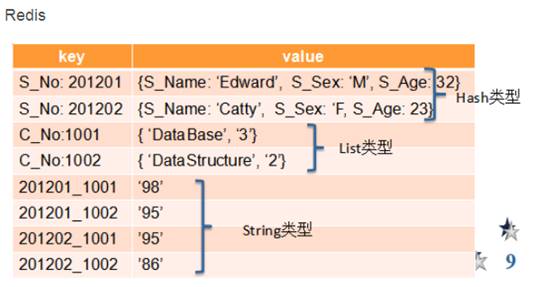 Redis
key value
S_No: 201201 {S_Name: ‘Edward’, S_Sex: ‘M’, S_Age: 32}
S_No: 201202 {S_Name: ‘Catty’, S_Sex: ‘F, S_Age: 23}
Hash类型
C_No:1001 { ‘DataBase’, ‘3’}
C_No:1002 { ‘DataStructure’, ‘2’}
List类型
201201_1001 ’98’
201201_1002 ’95’
201202_1001 ’95’
201202_1002 ’86’
String类型
9